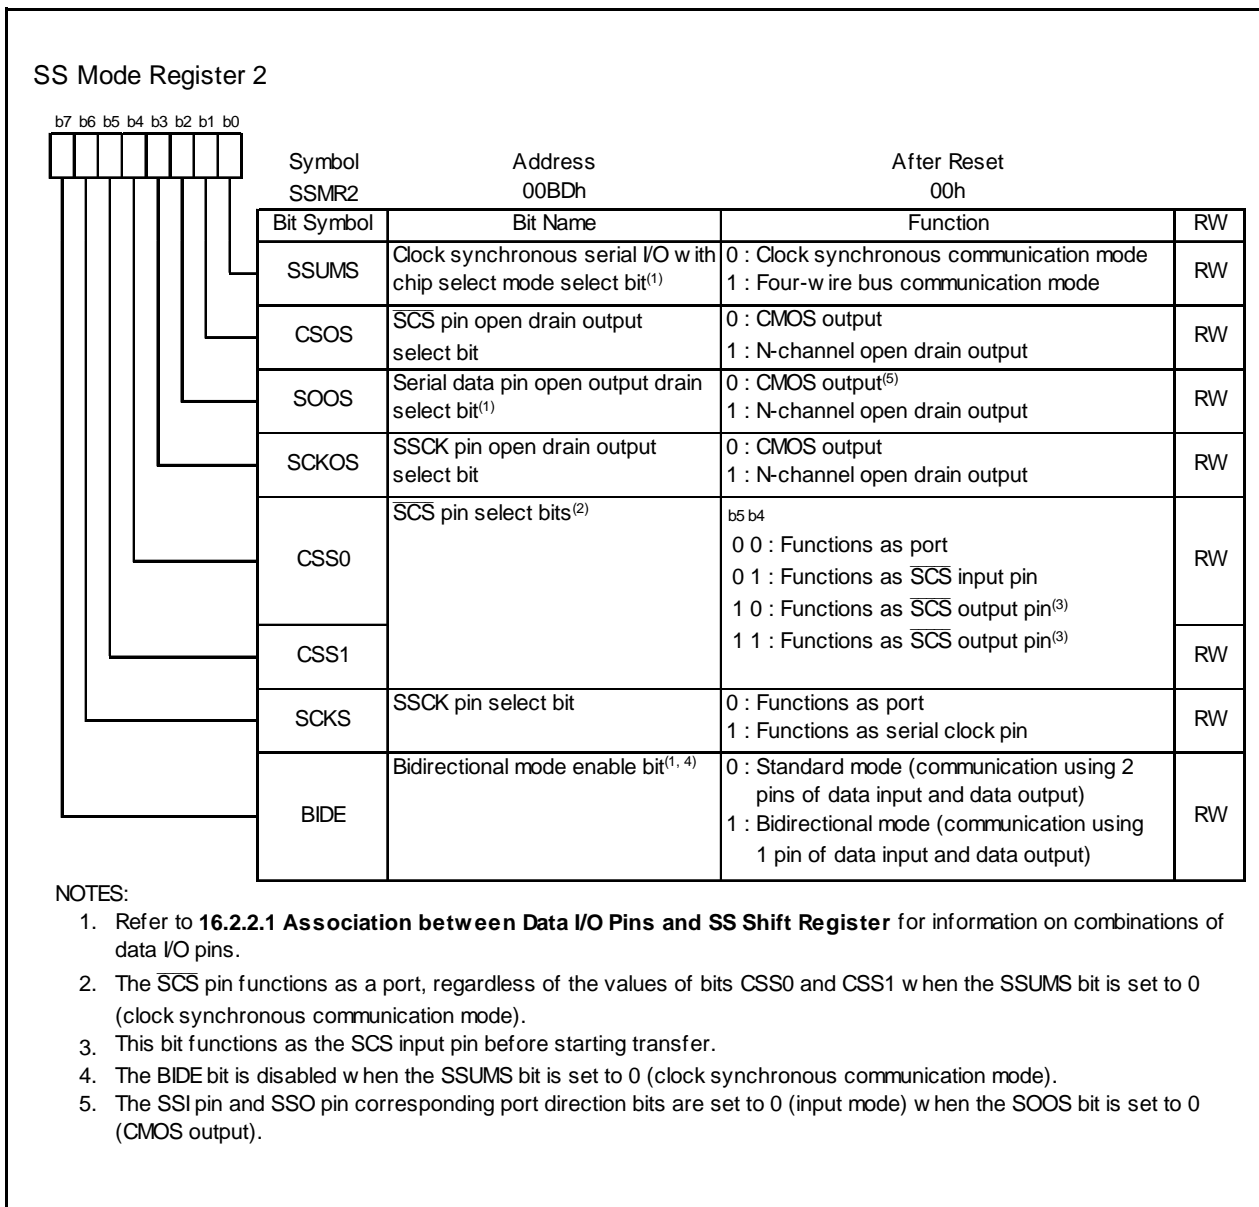 SS Mode Register 2
b7 b6 b5 b4 b3 b2 b1 b0
Symbol Address After Reset
SSMR2 00BDh 00h
Bit Symbol Bit Name Function RW
SSUMS Clock synchronous serial I/O with chip select mode select bit(1) 0 : Clock synchronous communication mode RW
1 : Four-wire bus communication mode
CSOS SCS pin open drain output select bit 0 : CMOS output RW
1 : N-channel open drain output
SOOS Serial data pin open output drain select bit(1) 0 : CMOS output(5) RW
1 : N-channel open drain output
SCKOS SSCK pin open drain output select bit 0 : CMOS output RW
1 : N-channel open drain output
CSS0 SCS pin select bits(2) b5 b4 RW
0 0 : Functions as port
0 1 : Functions as SCS input pin
1 0 : Functions as SCS output pin(3)
1 1 : Functions as SCS output pin(3)
CSS1 RW
SCKS SSCK pin select bit 0 : Functions as port RW
1 : Functions as serial clock pin
BIDE Bidirectional mode enable bit(1, 4) 0 : Standard mode (communication using 2 RW
pins of data input and data output)
1 : Bidirectional mode (communication using
1 pin of data input and data output)
NOTES:
1. Refer to 16.2.2.1 Association between Data I/O Pins and SS Shift Register for information on combinations of
data I/O pins.
2. The SCS pin functions as a port, regardless of the values of bits CSS0 and CSS1 when the SSUMS bit is set to 0
(clock synchronous communication mode).
3. This bit functions as the SCS input pin before starting transfer.
4. The BIDE bit is disabled when the SSUMS bit is set to 0 (clock synchronous communication mode).
5. The SSI pin and SSO pin corresponding port direction bits are set to 0 (input mode) when the SOOS bit is set to 0
(CMOS output).